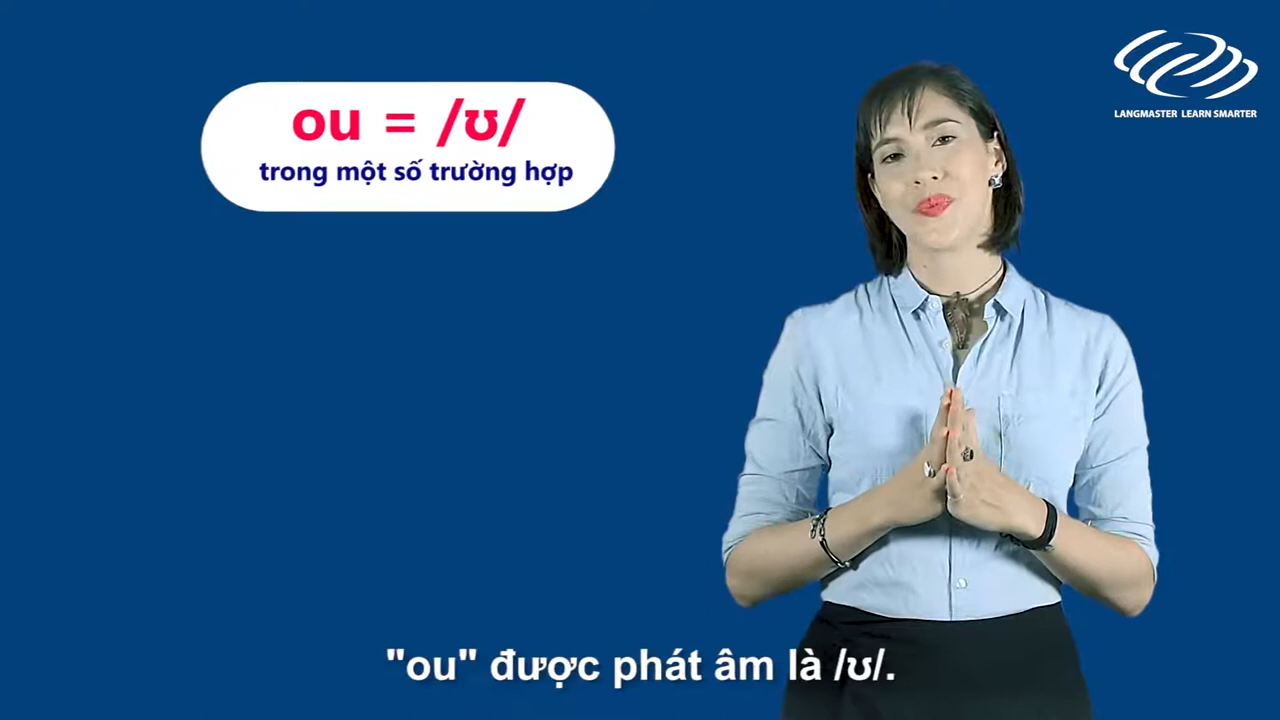 ou = /ʊ/
trong một số trường hợp
LANGMASTER LEARN SMARTER
"ou" được phát âm là /ʊ/.